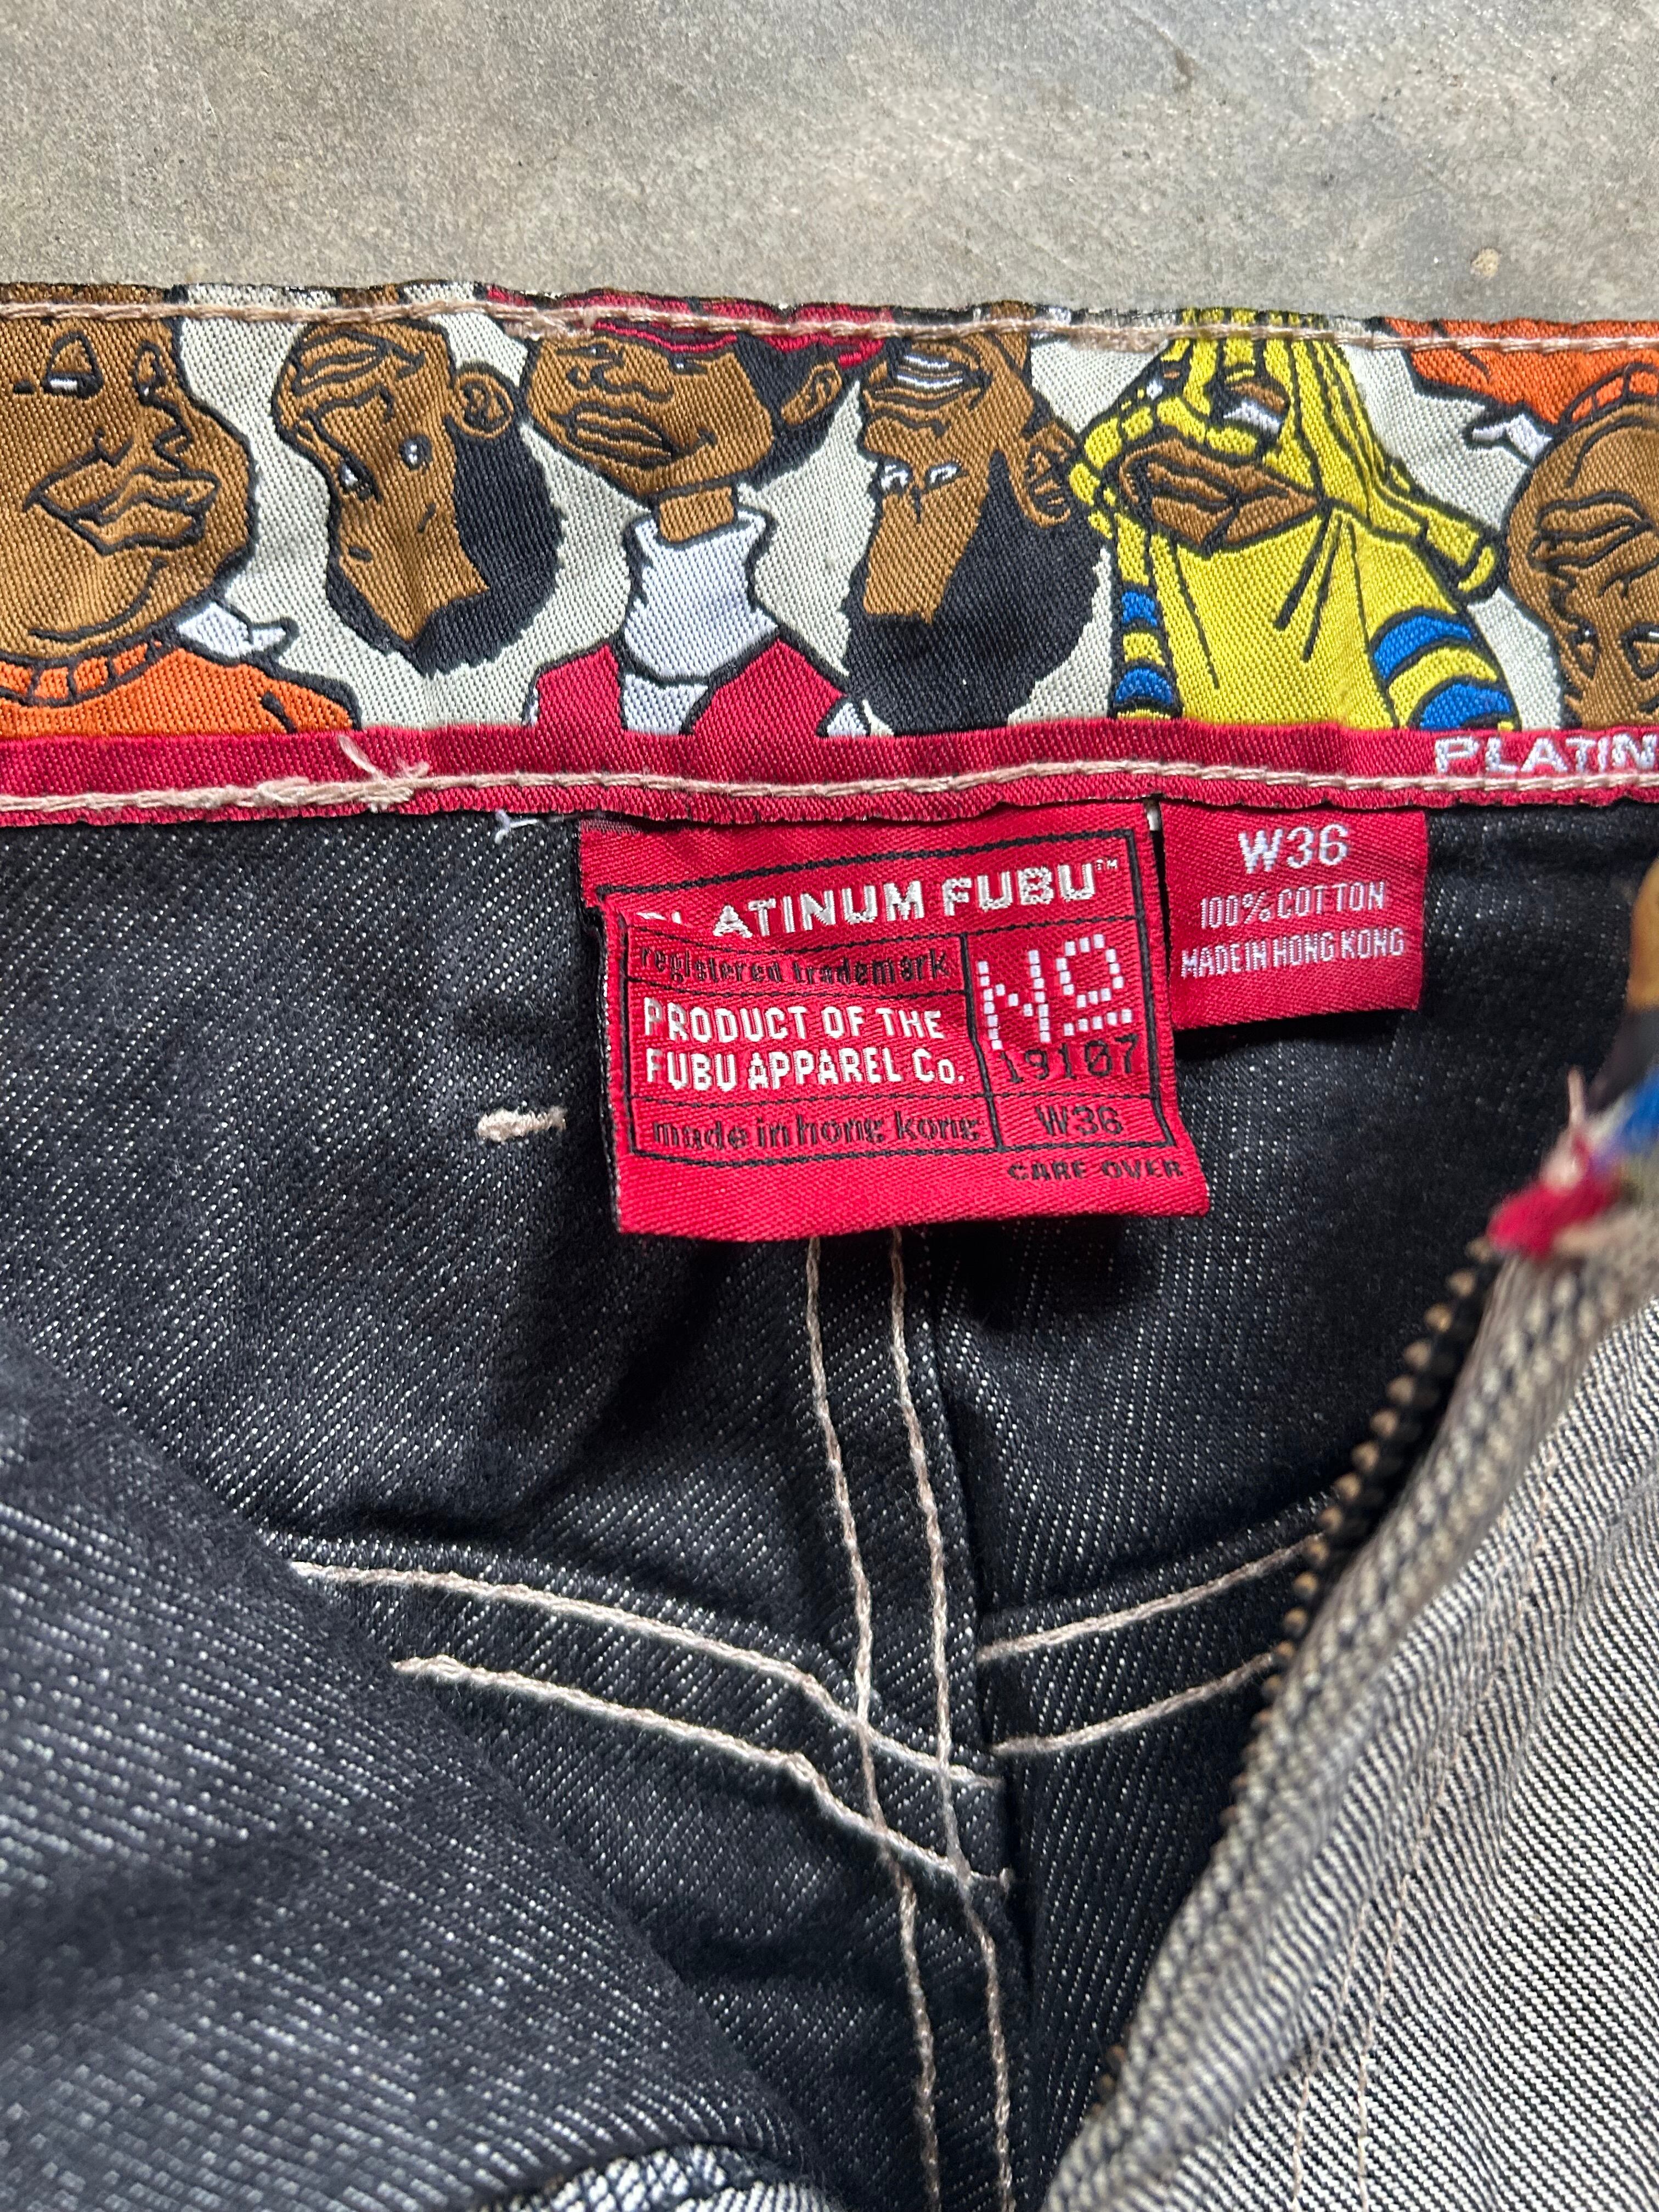 PLATIN
PLATINUM FUBU™
registered trademark
PRODUCT OF THE
FUBU APPAREL Co.
NO
19107
made in hong kong
W36
CARE OVER
W36
100% COTTON
MADE IN HONG KONG